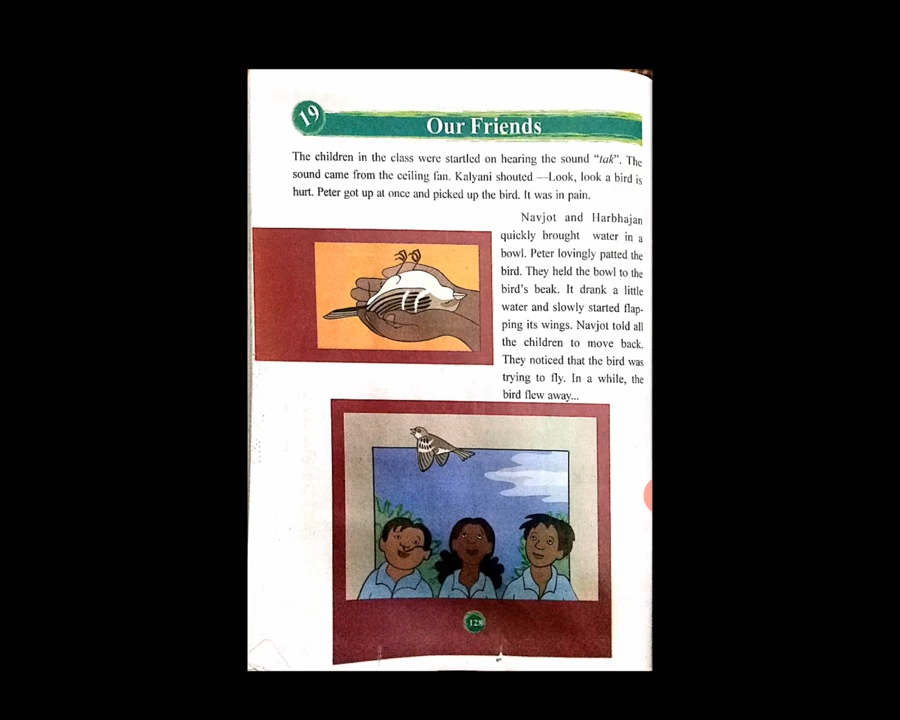 19
Our Friends
The children in the class were startled on hearing the sound “tak”. The
sound came from the ceiling fan. Kalyani shouted —Look, look a bird is
hurt. Peter got up at once and picked up the bird. It was in pain.
Navjot and Harbhajan
quickly brought water in a
bowl. Peter lovingly patted the
bird. They held the bowl to the
bird's beak. It drank a little
water and slowly started flap-
ping its wings. Navjot told all
the children to move back.
They noticed that the bird was
trying to fly. In a while, the
bird flew away...
128